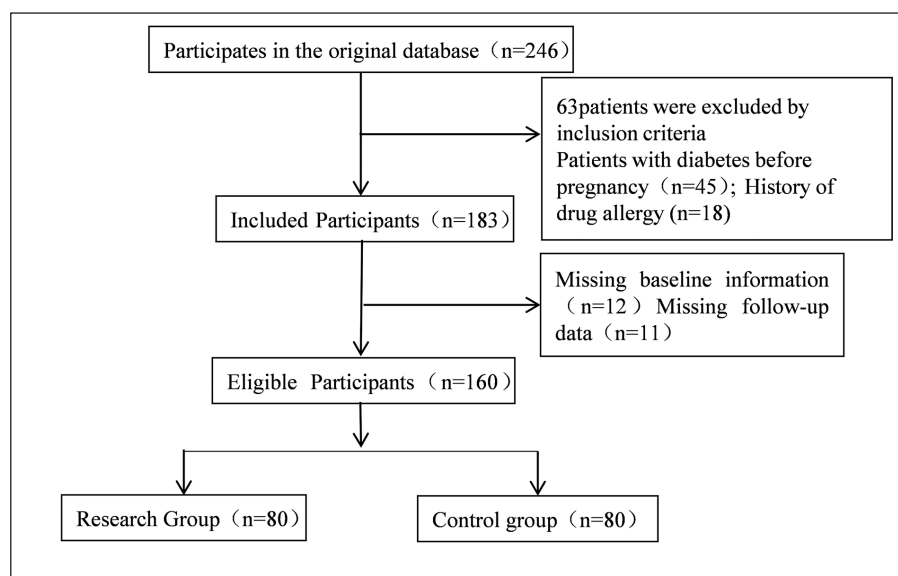 Participates in the original database（n=246）
63patients were excluded by
inclusion criteria
Patients with diabetes before
pregnancy（n=45）; History of
drug allergy (n=18)
Included Participants（n=183）
Missing baseline information
（n=12）Missing follow-up
data（n=11）
Eligible Participants（n=160）
Research Group（n=80）
Control group（n=80）